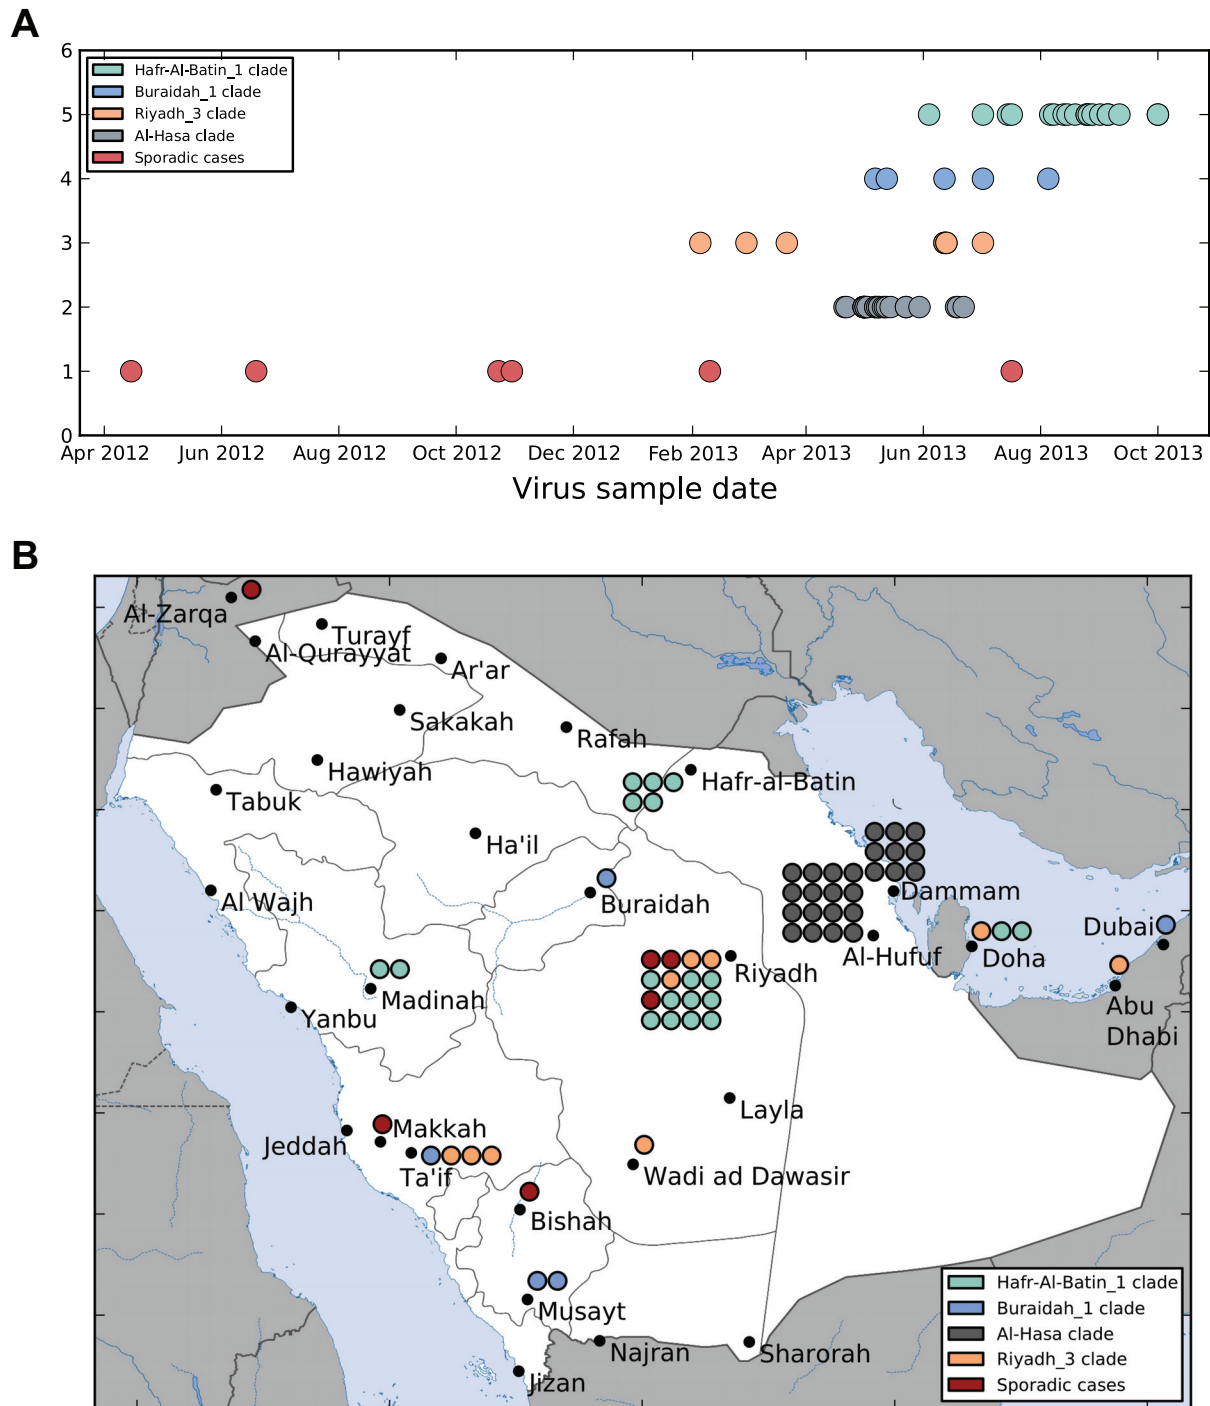 A
6
5
4
3
2
1
0
Hafr-Al-Batin_1 clade
Buraidah_1 clade
Riyadh_3 clade
Al-Hasa clade
Sporadic cases
Apr 2012 Jun 2012 Aug 2012 Oct 2012 Dec 2012 Feb 2013 Apr 2013 Jun 2013 Aug 2013 Oct 2013
Virus sample date
B
Al-Zarqa
Turayf
Al-Qurayyat
Ar'ar
Sakakah
Rafah
Hawiyah
Hafr-al-Batin
Tabuk
Ha'il
Dammam
Al Wajh
Buraidah
Dubai
Al-Hufuf
Doha
Riyadh
Madinah
Abu
Dhabi
Yanbu
Layla
Makkah
Jeddah
Ta'if
Wadi ad Dawasir
Bishah
Musayt
Najran
Sharorah
Jizan
Hafr-Al-Batin_1 clade
Buraidah_1 clade
Al-Hasa clade
Riyadh_3 clade
Sporadic cases